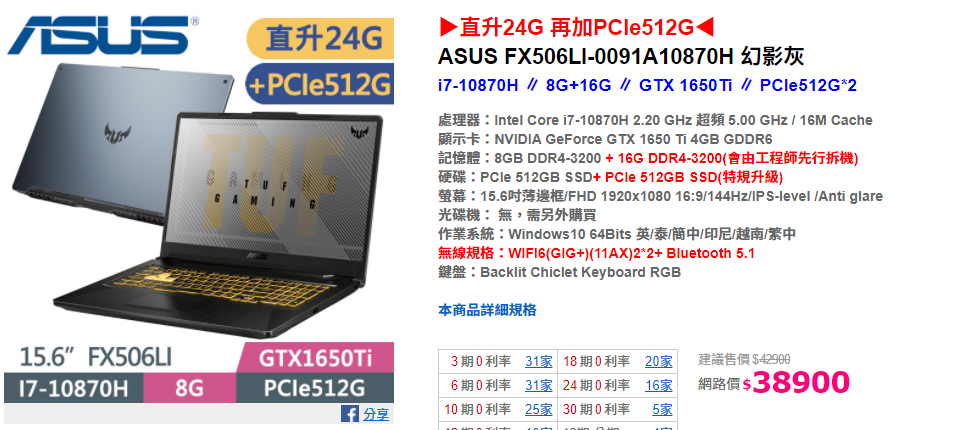 ASUS
直升24G
+PCIe512G
TUF
GAMING
ASUS
15.6” FX506LI
GTX1650Ti
I7-10870H
8G
PCIe512G
分享
▶直升24G 再加PCIe512G◀
ASUS FX506LI-0091A10870H 幻影灰
i7-10870H ∥ 8G+16G ∥ GTX 1650Ti ∥ PCIe512G*2
處理器：Intel Core i7-10870H 2.20 GHz 超頻 5.00 GHz / 16M Cache
顯示卡：NVIDIA GeForce GTX 1650 Ti 4GB GDDR6
記憶體：8GB DDR4-3200 + 16G DDR4-3200(會由工程師先行拆機)
硬碟：PCIe 512GB SSD+ PCIe 512GB SSD(特規升級)
螢幕：15.6吋薄邊框/FHD 1920x1080 16:9/144Hz/IPS-level /Anti glare
光碟機： 無，需另外購買
作業系統：Windows10 64Bits 英/泰/簡中/印尼/越南/繁中
無線規格：WIFI6(GIG+)(11AX)2*2+ Bluetooth 5.1
鍵盤：Backlit Chiclet Keyboard RGB
本商品詳細規格
3 期 0 利率 31家 18 期 0 利率 20家
6 期 0 利率 31家 24 期 0 利率 16家
10 期 0 利率 25家 30 期 0 利率 5家
建議售價 $42900
網路價 $38900